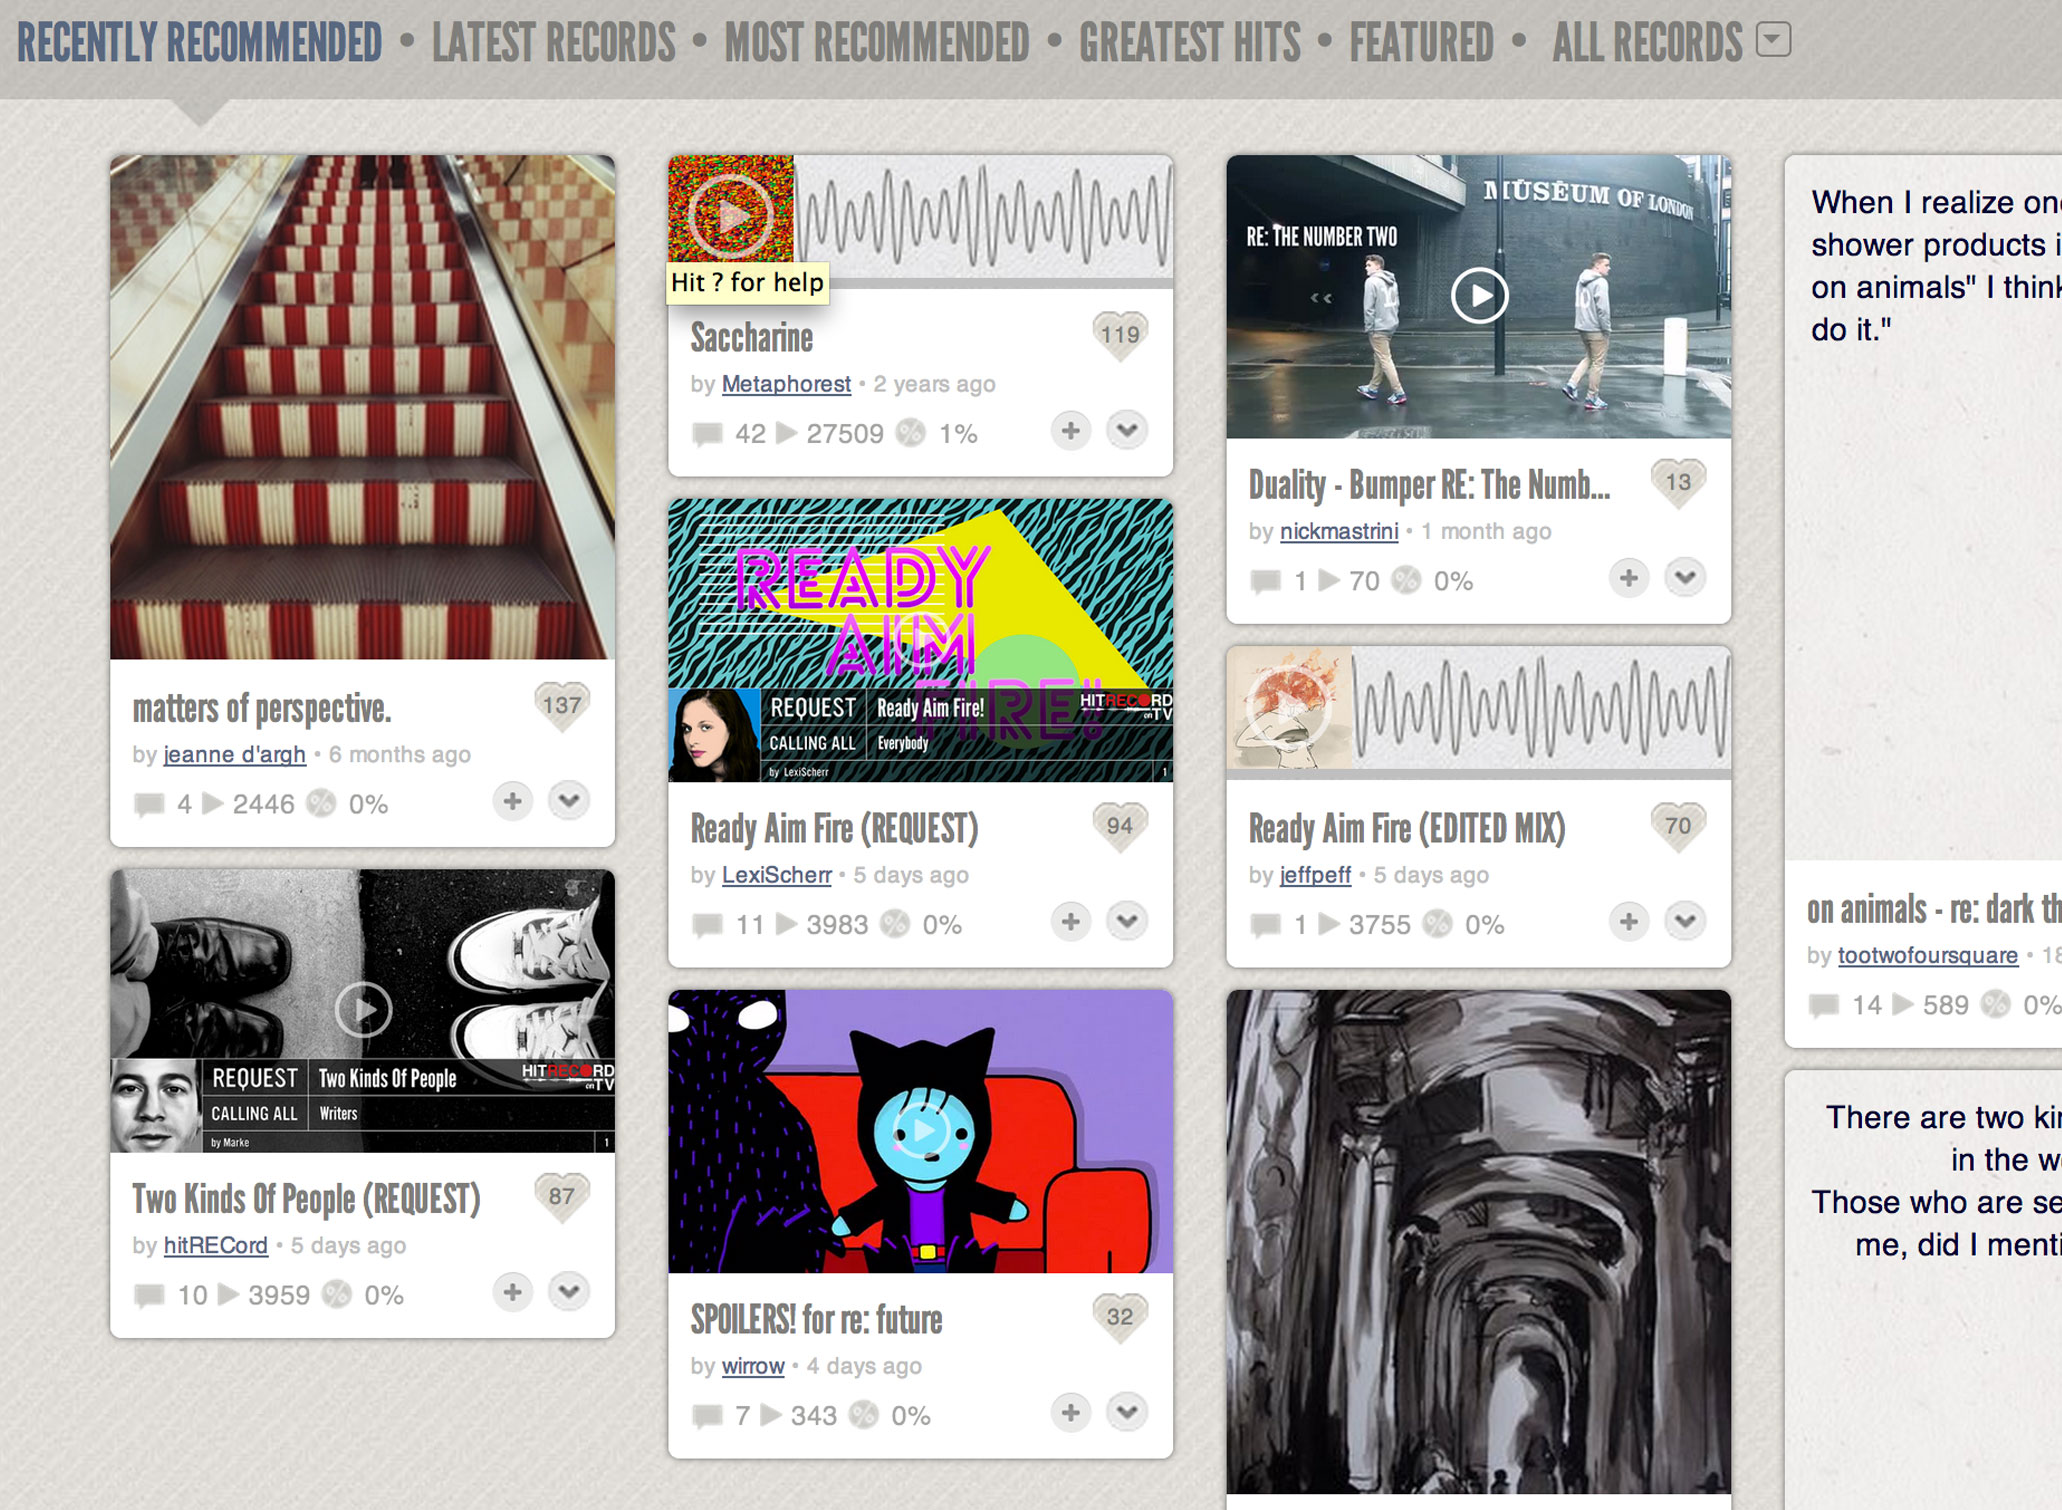 RECENTLY RECOMMENDED • LATEST RECORDS • MOST RECOMMENDED • GREATEST HITS • FEATURED • ALL RECORDS
matters of perspective.
137
by jeanne d'argh • 6 months ago
4 2446 % 0%
REQUEST Two Kinds Of People
HITRECORD
on TV
CALLING ALL Writers
by Marke 1
Two Kinds Of People (REQUEST)
87
by hitRECord • 5 days ago
10 3959 % 0%
Hit ? for help
Saccharine
119
by Metaphorest • 2 years ago
42 27509 % 1%
READY
AIM
FIRE!
REQUEST Ready Aim Fire!
HITRECORD
on TV
CALLING ALL Everybody
by LexiScherr 1
Ready Aim Fire (REQUEST)
94
by LexiScherr • 5 days ago
11 3983 % 0%
SPOILERS! for re: future
32
by wirrow • 4 days ago
7 343 % 0%
MUSEUM OF LONDON
RE: THE NUMBER TWO
Duality - Bumper RE: The Numb...
13
by nickmastrini • 1 month ago
1 70 % 0%
Ready Aim Fire (EDITED MIX)
70
by jeffpeff • 5 days ago
1 3755 % 0%
When I realize
shower products
on animals" I think
do it."
on animals - re: dark
by tootwofoursquare • 18
14 589 % 0%
There are two
in the
Those who are
me, did I